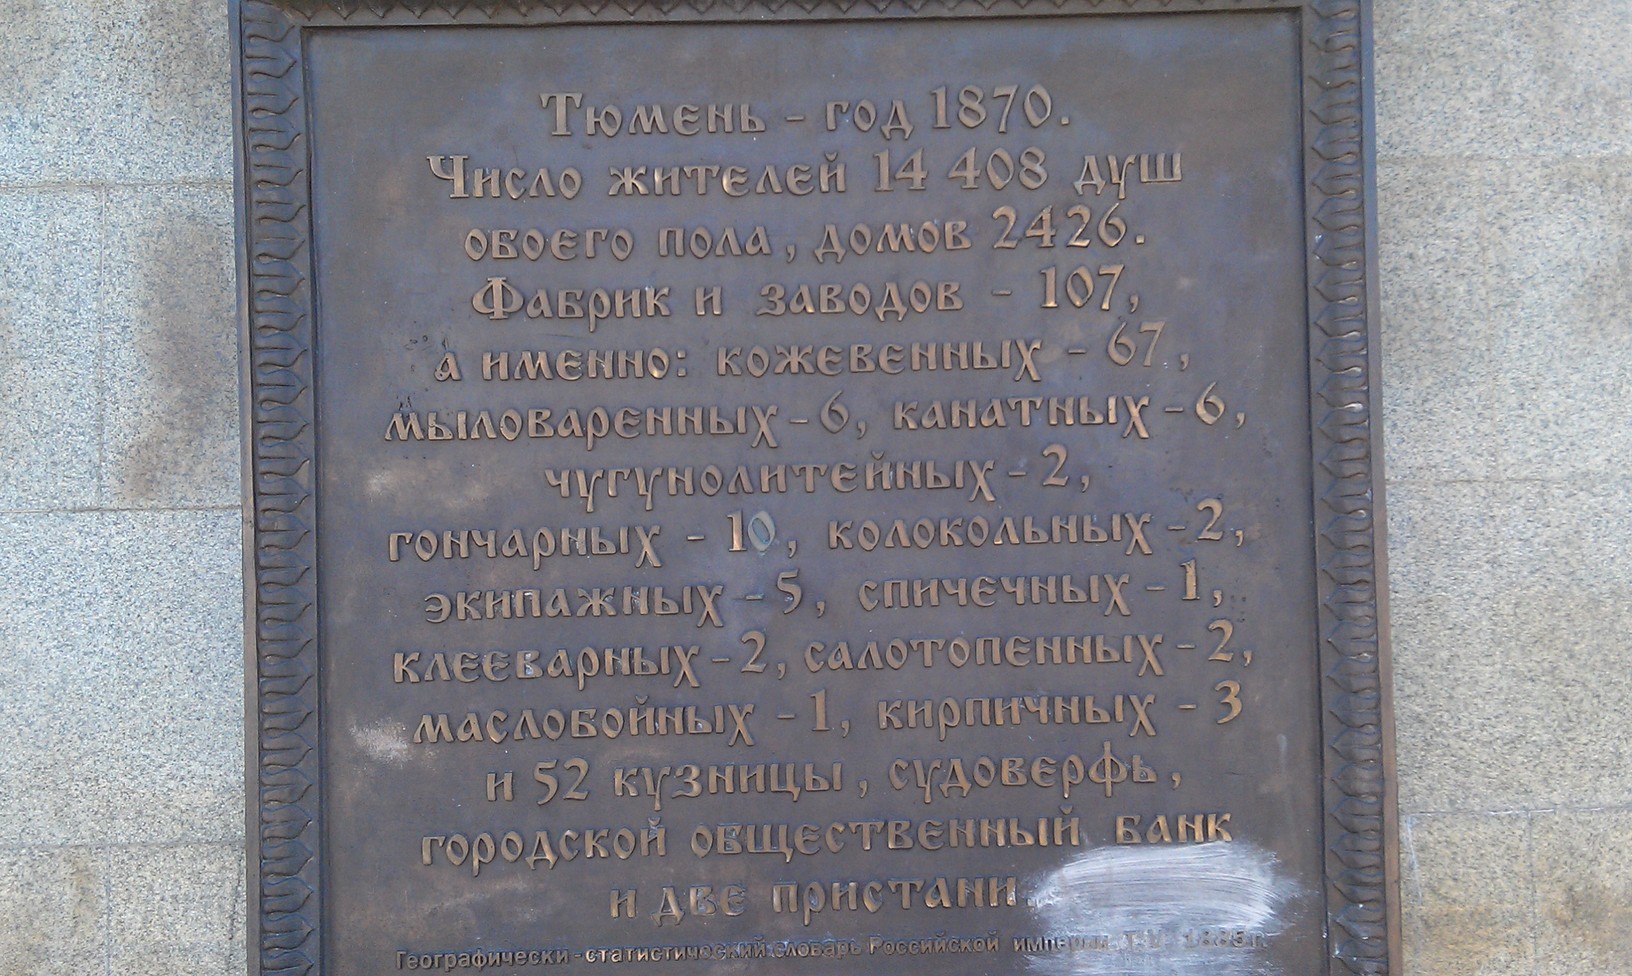 Тюмень - год 1870.
Число жителей 14 408 душ
обоего пола, домов 2426.
Фабрик и заводов - 107,
а именно: кожевенных - 67,
мыловаренных - 6, канатных - 6,
чугунолитейных - 2,
гончарных - 10, колокольных - 2,
экипажных - 5, спичечных - 1,
клееварных - 2, салотопенных - 2,
маслобойных - 1, кирпичных - 3
и 52 кузницы, судоверфь,
городской общественный банк
и две пристани.
Географически-статистический словарь Российской империи, Т. V, 1885 г.